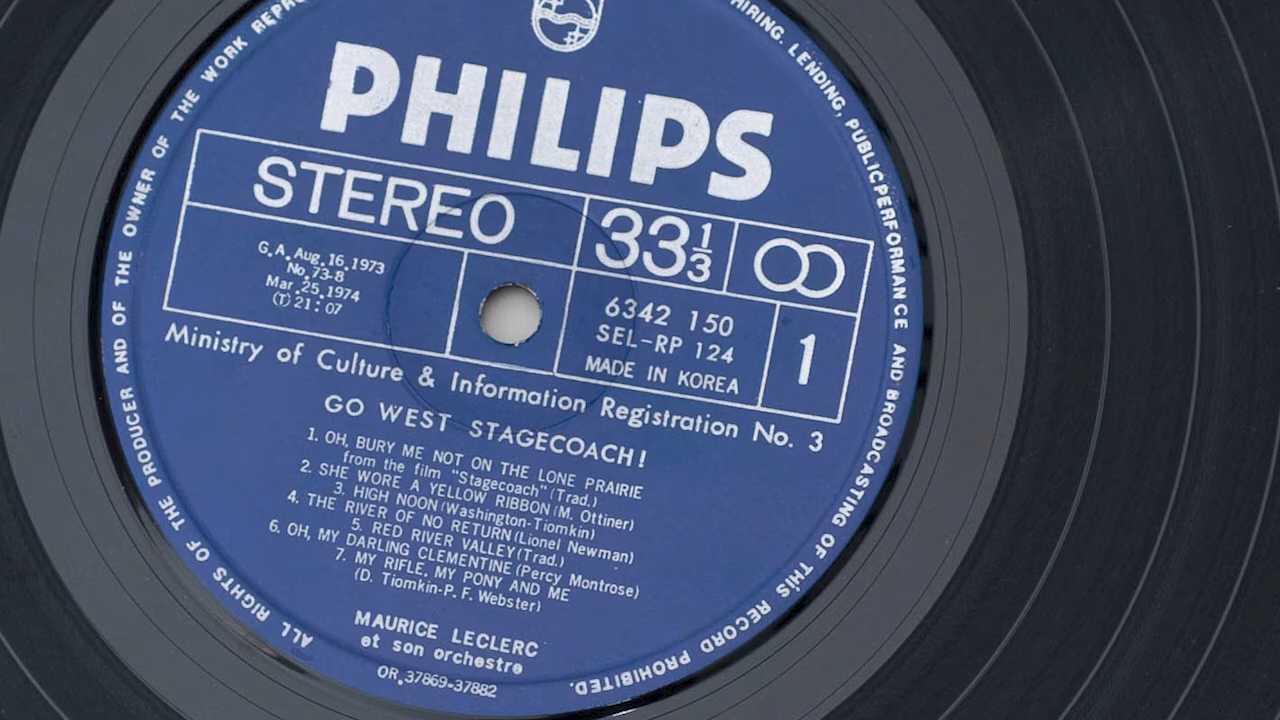 PHILIPS
STEREO
33 1/3
G.A. Aug. 16. 1973
No. 73-8
Mar. 25. 1974
(T) 21:07
6342 150
SEL-RP 124
MADE IN KOREA
1
Ministry of Culture & Information Registration No. 3
GO WEST STAGECOACH!
1. OH, BURY ME NOT ON THE LONE PRAIRIE
from the film "Stagecoach" (Trad.)
2. SHE WORE A YELLOW RIBBON (M. Ottiner)
3. HIGH NOON (Washington-Tiomkin)
4. THE RIVER OF NO RETURN (Lionel Newman)
5. RED RIVER VALLEY (Trad.)
6. OH, MY DARLING CLEMENTINE (Percy Montrose)
7. MY RIFLE, MY PONY AND ME
(D. Tiomkin-P. F. Webster)
MAURICE LECLERC
et son orchestre
OR. 37869-37882
ALL RIGHTS OF THE PRODUCER AND OF THE OWNER OF THE WORK
HIRING. LENDING, PUBLICPERFORMANCE AND BROADCASTING OF THIS RECORD PROHIBITED.